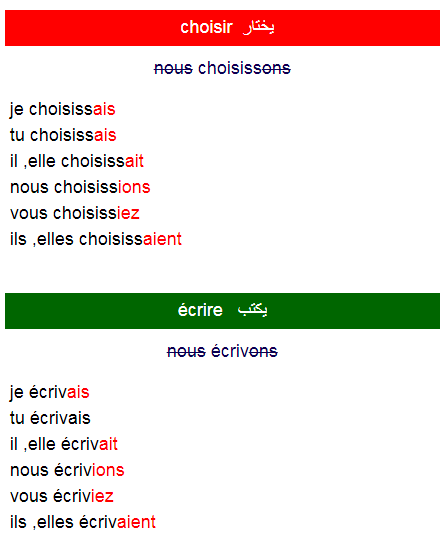 choisir يختار
nous choisissons
je choisissais
tu choisissais
il ,elle choisissait
nous choisissions
vous choisissiez
ils ,elles choisissaient
écrire يكتب
nous écrivons
je écrivais
tu écrivais
il ,elle écrivait
nous écrivions
vous écriviez
ils ,elles écrivaient